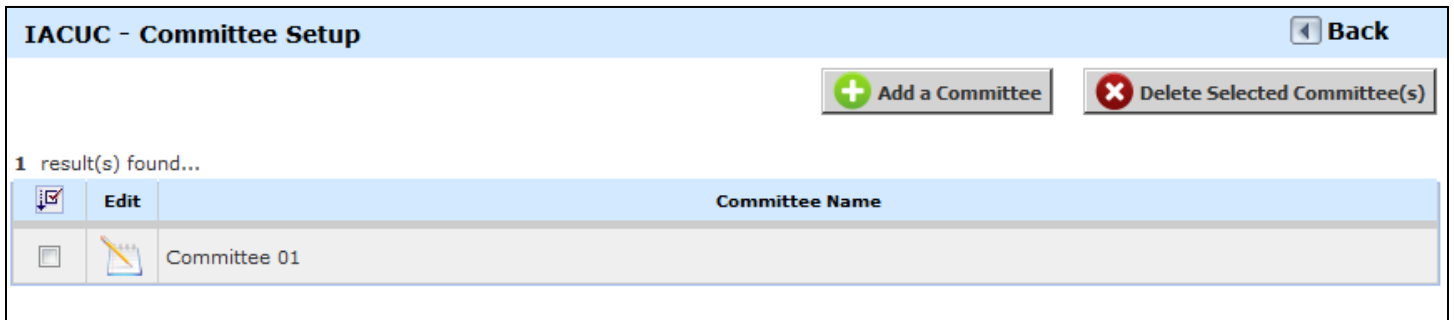 IACUC - Committee Setup Back
Add a Committee Delete Selected Committee(s)
1 result(s) found...
Edit Committee Name
Committee 01